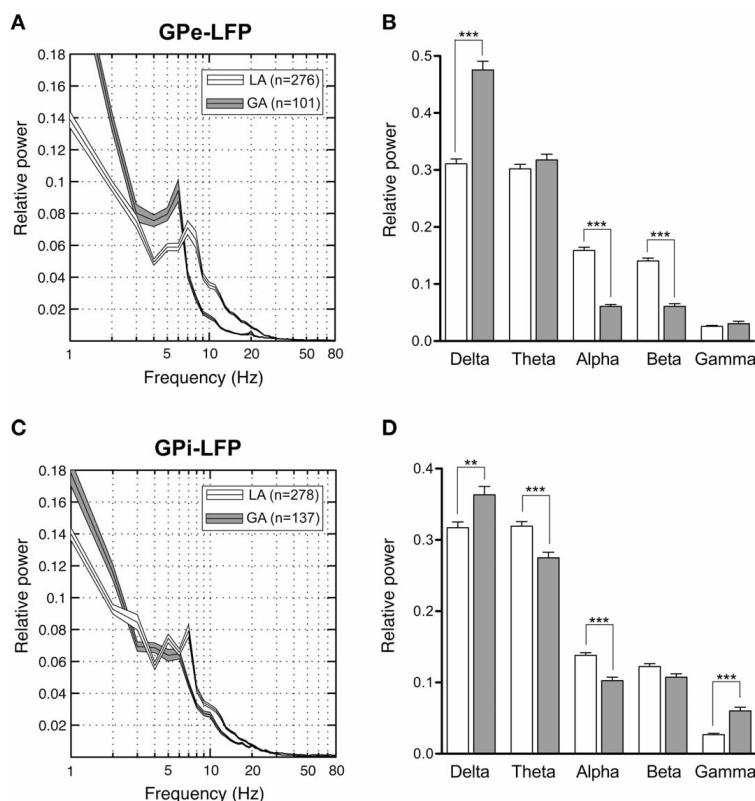 A
GPe-LFP
0.18
0.16
0.14
0.12
0.1
0.08
0.06
0.04
0.02
Relative power
LA (n=276)
GA (n=101)
1 5 10 20 50 80
Frequency (Hz)
B
***
***
***
0.5
0.4
0.3
0.2
0.1
0.0
Relative power
Delta Theta Alpha Beta Gamma
C
GPi-LFP
0.18
0.16
0.14
0.12
0.1
0.08
0.06
0.04
0.02
Relative power
LA (n=278)
GA (n=137)
1 5 10 20 50 80
Frequency (Hz)
D
**
***
***
***
0.4
0.3
0.2
0.1
0.0
Relative power
Delta Theta Alpha Beta Gamma